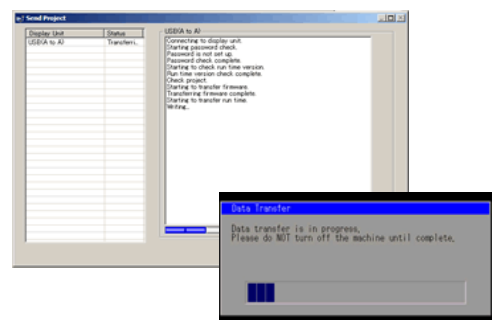 Send Project
Display Unit Status
USB(A to A) Transferri..
USB(A to A)
Connecting to display unit.
Starting password check.
Password is not set up.
Password check complete.
Starting to check run time version.
Run time version check complete.
Check project.
Starting to transfer firmware.
Transferring firmware complete.
Starting to transfer run time.
Writing..
Data Transfer
Data transfer is in progress.
Please do NOT turn off the machine until complete.